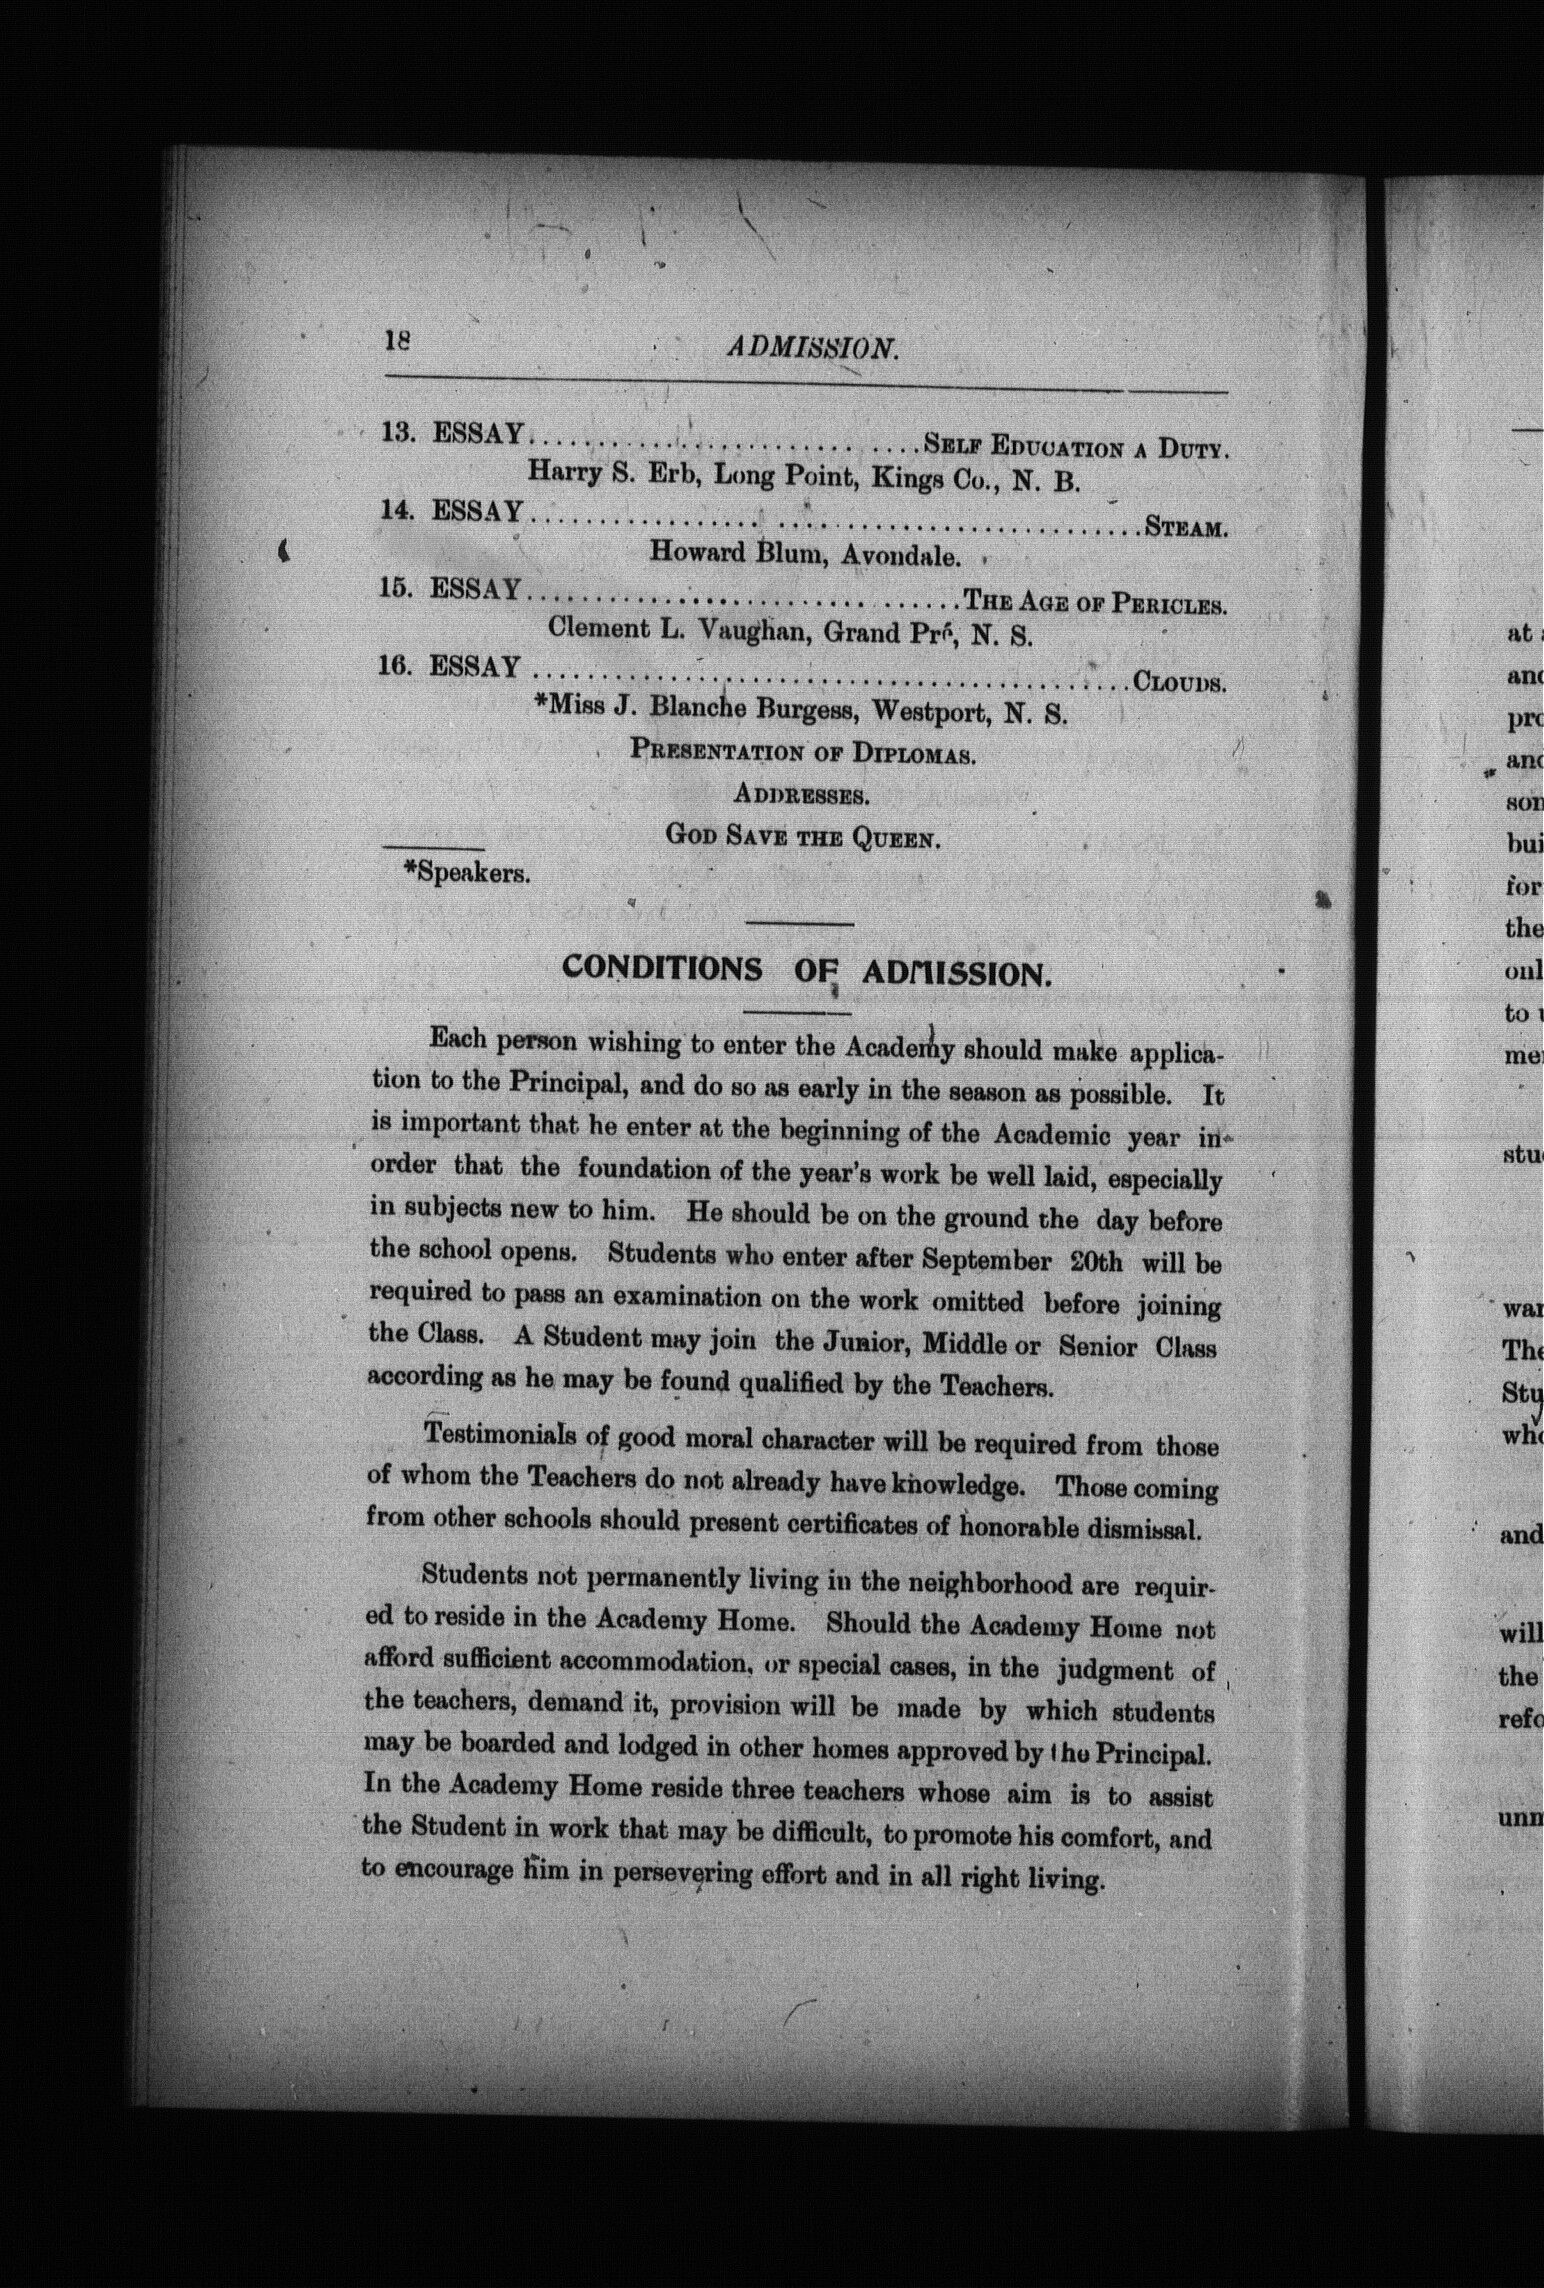 18 ADMISSION.
13. ESSAY............................SELF EDUCATION A DUTY.
Harry S. Erb, Long Point, Kings Co., N. B.
14. ESSAY............................................STEAM.
Howard Blum, Avondale.
15. ESSAY...............................THE AGE OF PERICLES.
Clement L. Vaughan, Grand Pré, N. S.
16. ESSAY............................................CLOUDS.
*Miss J. Blanche Burgess, Westport, N. S.
PRESENTATION OF DIPLOMAS.
ADDRESSES.
GOD SAVE THE QUEEN.
*Speakers.
CONDITIONS OF ADMISSION.
Each person wishing to enter the Academy should make applica-
tion to the Principal, and do so as early in the season as possible. It
is important that he enter at the beginning of the Academic year in
order that the foundation of the year's work be well laid, especially
in subjects new to him. He should be on the ground the day before
the school opens. Students who enter after September 20th will be
required to pass an examination on the work omitted before joining
the Class. A Student may join the Junior, Middle or Senior Class
according as he may be found qualified by the Teachers.
Testimonials of good moral character will be required from those
of whom the Teachers do not already have knowledge. Those coming
from other schools should present certificates of honorable dismissal.
Students not permanently living in the neighborhood are requir-
ed to reside in the Academy Home. Should the Academy Home not
afford sufficient accommodation, or special cases, in the judgment of
the teachers, demand it, provision will be made by which students
may be boarded and lodged in other homes approved by the Principal.
In the Academy Home reside three teachers whose aim is to assist
the Student in work that may be difficult, to promote his comfort, and
to encourage him in persevering effort and in all right living.